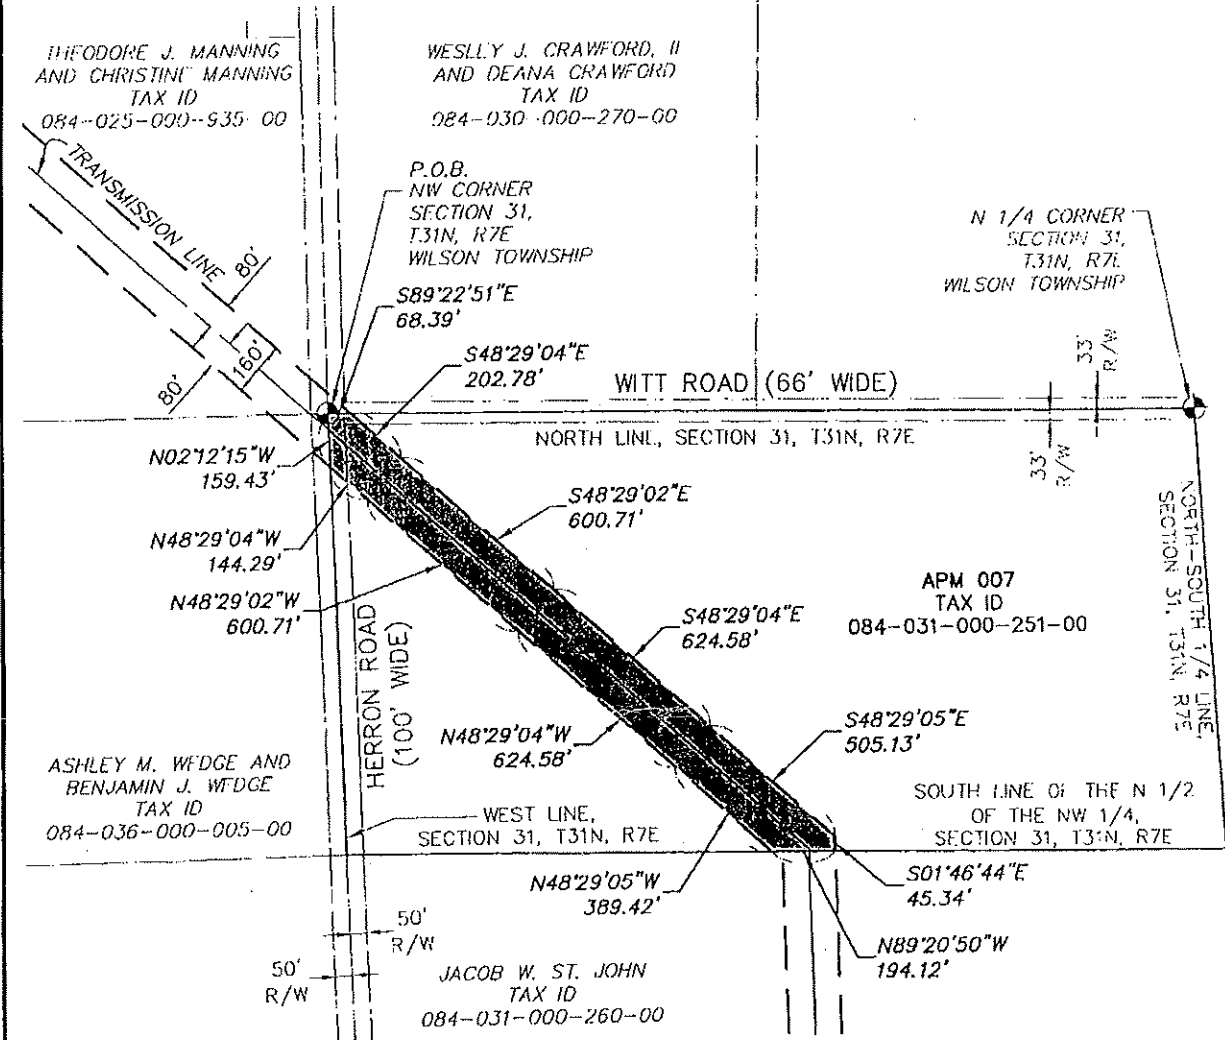 THEODORE J. MANNING
AND CHRISTINE MANNING
TAX ID
084-025-000-935-00
WESLEY J. CRAWFORD, II
AND DEANA CRAWFORD
TAX ID
084-030-000-270-00
TRANSMISSION LINE
80'
160'
80'
P.O.B.
NW CORNER
SECTION 31,
T31N, R7E
WILSON TOWNSHIP
N 1/4 CORNER
SECTION 31,
T31N, R7E
WILSON TOWNSHIP
S89°22'51"E
68.39'
S48°29'04"E
202.78'
WITT ROAD (66' WIDE)
33'
R/W
NORTH LINE, SECTION 31, T31N, R7E
33'
R/W
N02°12'15"W
159.43'
S48°29'02"E
600.71'
N48°29'04"W
144.29'
N48°29'02"W
600.71'
NORTH-SOUTH 1/4 LINE,
SECTION 31, T31N, R7E
APM 007
TAX ID
084-031-000-251-00
S48°29'04"E
624.58'
HERRON ROAD
(100' WIDE)
N48°29'04"W
624.58'
S48°29'05"E
505.13'
ASHLEY M. WEDGE AND
BENJAMIN J. WEDGE
TAX ID
084-036-000-005-00
WEST LINE,
SECTION 31, T31N, R7E
SOUTH LINE OF THE N 1/2
OF THE NW 1/4,
SECTION 31, T31N, R7E
N48°29'05"W
389.42'
S01°46'44"E
45.34'
N89°20'50"W
194.12'
50'
R/W
50'
R/W
JACOB W. ST. JOHN
TAX ID
084-031-000-260-00